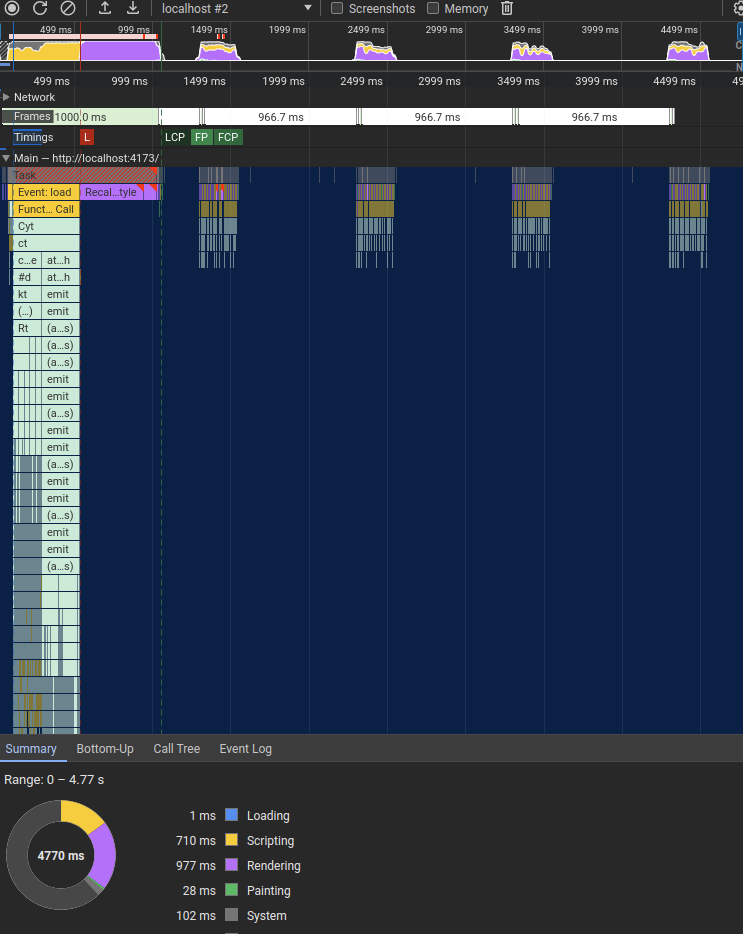 localhost #2 Screenshots Memory
499 ms 999 ms 1499 ms 1999 ms 2499 ms 2999 ms 3499 ms 3999 ms 4499 ms
C
N
499 ms 999 ms 1499 ms 1999 ms 2499 ms 2999 ms 3499 ms 3999 ms 4499 ms 49
Network
Frames 1000.0 ms 966.7 ms 966.7 ms 966.7 ms
Timings L LCP FP FCP
Main — http://localhost:4173/
Task
Event: load Recal…tyle
Funct… Call
Cyt
ct
c…e at…h
#d at…h
kt emit
(…) emit
Rt (a…s)
(a…s)
(a…s)
emit
emit
(a…s)
emit
emit
(a…s)
emit
emit
(a…s)
emit
emit
(a…s)
Summary Bottom-Up Call Tree Event Log
Range: 0 – 4.77 s
4770 ms
1 ms Loading
710 ms Scripting
977 ms Rendering
28 ms Painting
102 ms System